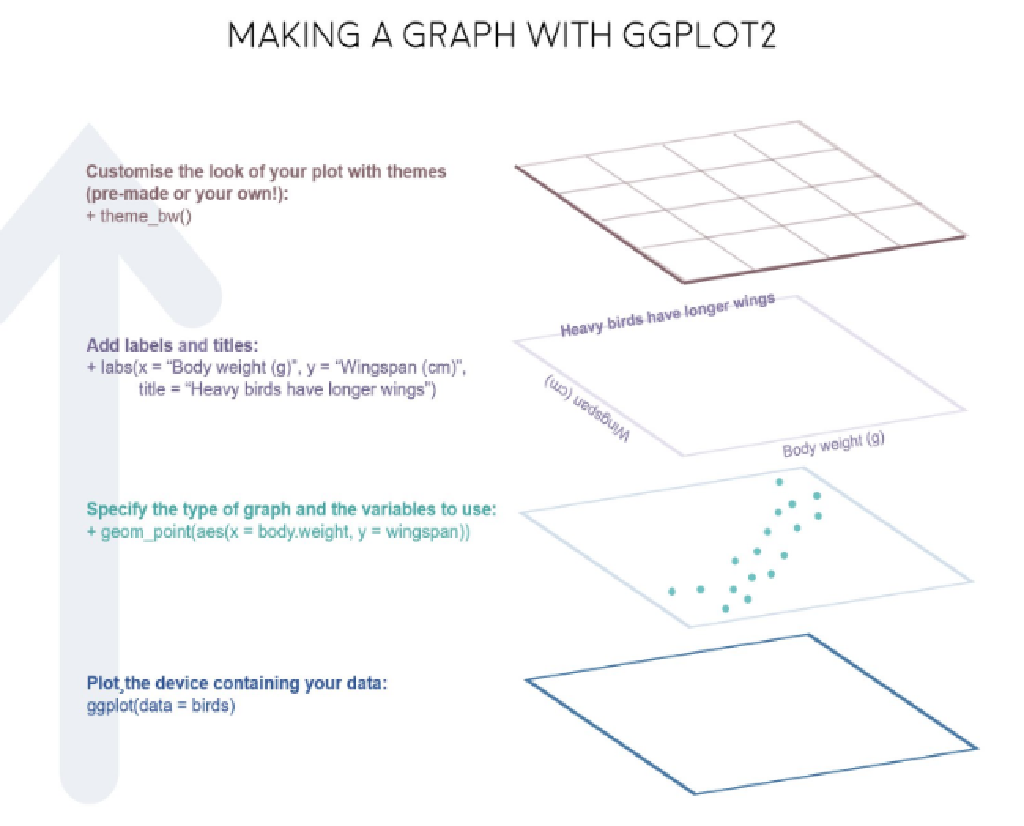 MAKING A GRAPH WITH GGPLOT2
Customise the look of your plot with themes
(pre-made or your own!):
+ theme_bw()
Heavy birds have longer wings
Add labels and titles:
+ labs(x = “Body weight (g)”, y = “Wingspan (cm)”,
title = “Heavy birds have longer wings”)
Wingspan (cm)
Body weight (g)
Specify the type of graph and the variables to use:
+ geom_point(aes(x = body.weight, y = wingspan))
Plot,the device containing your data:
ggplot(data = birds)